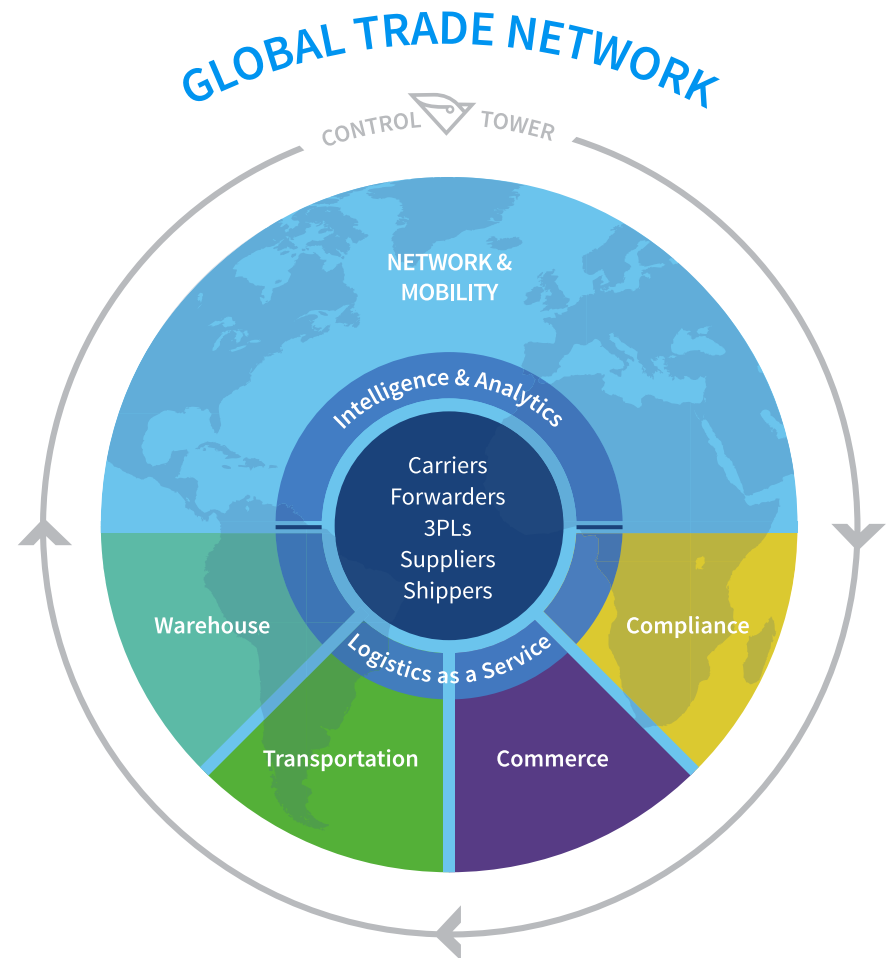 GLOBAL TRADE NETWORK
CONTROL TOWER
NETWORK &
MOBILITY
Intelligence & Analytics
Carriers
Forwarders
3PLs
Suppliers
Shippers
Warehouse
Compliance
Logistics as a Service
Transportation
Commerce